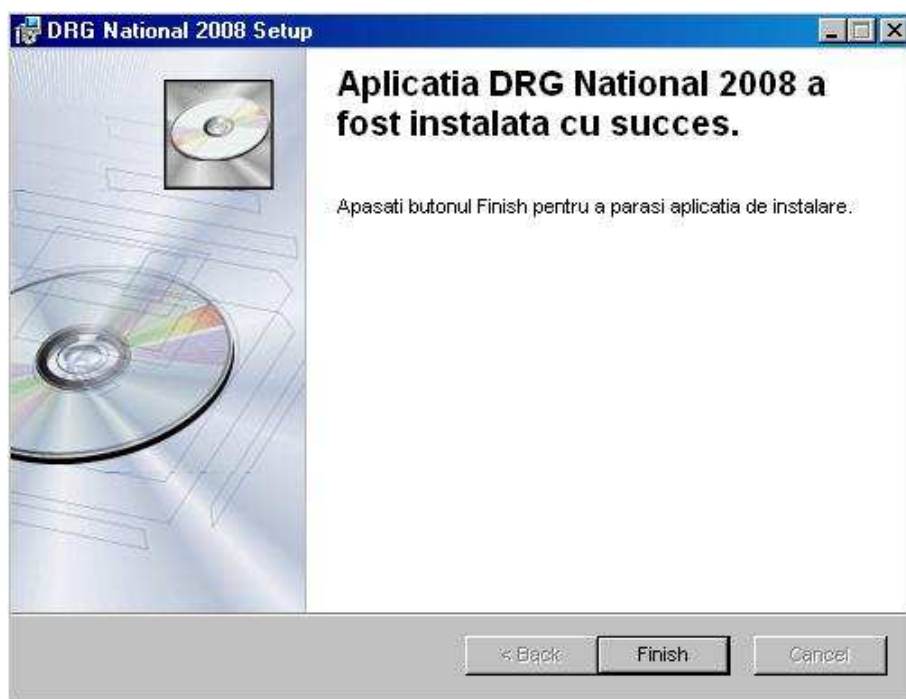 DRG National 2008 Setup
Aplicatia DRG National 2008 a
fost instalata cu succes.
Apasati butonul Finish pentru a parasi aplicatia de instalare.
< Back
Finish
Cancel